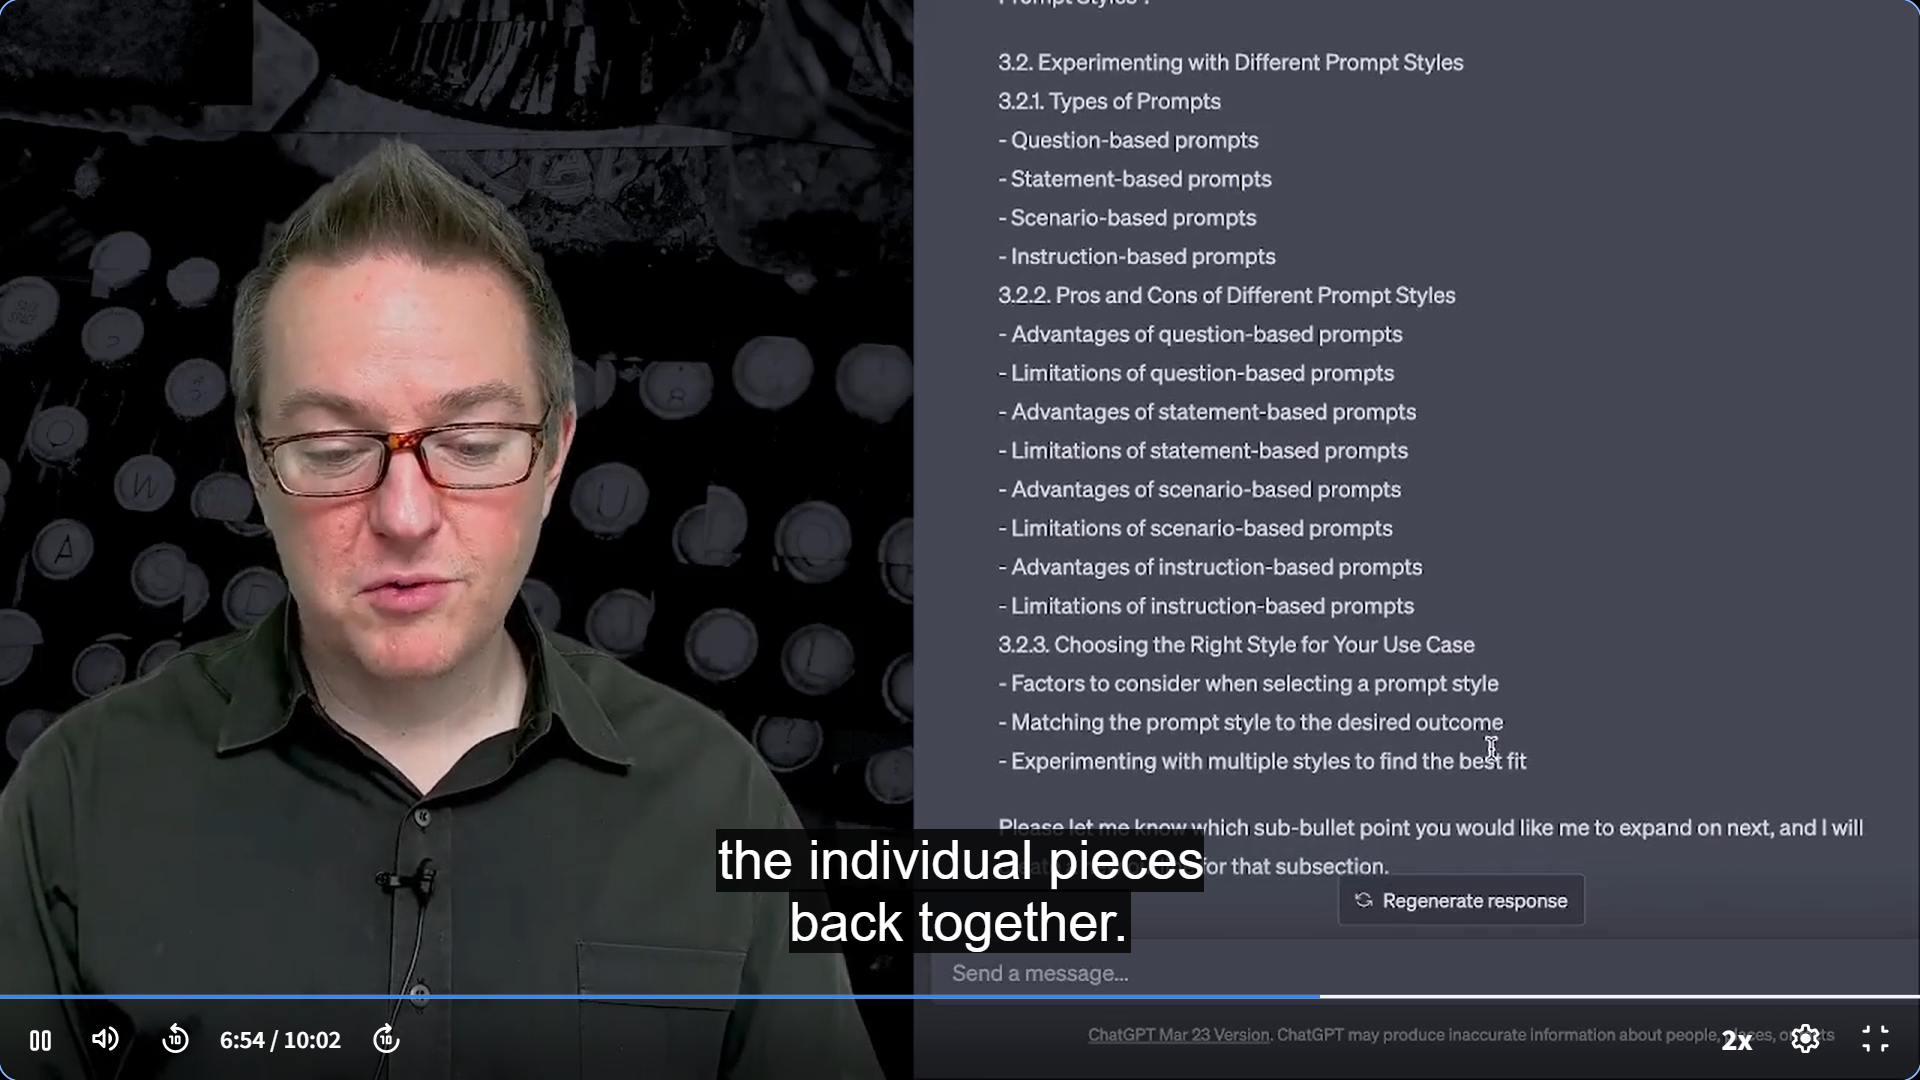 Prompt Styles".
3.2. Experimenting with Different Prompt Styles
3.2.1. Types of Prompts
- Question-based prompts
- Statement-based prompts
- Scenario-based prompts
- Instruction-based prompts
3.2.2. Pros and Cons of Different Prompt Styles
- Advantages of question-based prompts
- Limitations of question-based prompts
- Advantages of statement-based prompts
- Limitations of statement-based prompts
- Advantages of scenario-based prompts
- Limitations of scenario-based prompts
- Advantages of instruction-based prompts
- Limitations of instruction-based prompts
3.2.3. Choosing the Right Style for Your Use Case
- Factors to consider when selecting a prompt style
- Matching the prompt style to the desired outcome
- Experimenting with multiple styles to find the best fit
Please let me know which sub-bullet point you would like me to expand on next, and I will
for that subsection.
the individual pieces
back together.
Regenerate response
Send a message...
ChatGPT Mar 23 Version. ChatGPT may produce inaccurate information about people,
10
6:54 / 10:02
10
2x